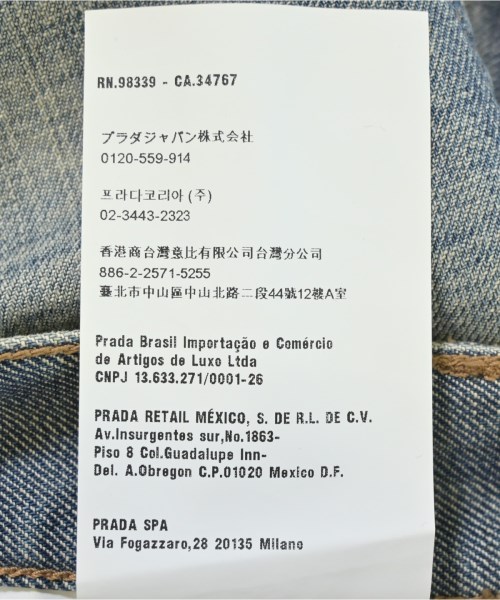 RN.98339 - CA.34767
プラダジャパン株式会社
0120-559-914
프라다코리아 (주)
02-3443-2323
香港商台灣意比有限公司台灣分公司
886-2-2571-5255
臺北市中山區中山北路二段44號12樓A室
Prada Brasil Importação e Comércio
de Artigos de Luxo Ltda
CNPJ 13.633.271/0001-26
PRADA RETAIL MÉXICO, S. DE R.L. DE C.V.
Av.Insurgentes sur,No.1863-
Piso 8 Col.Guadalupe Inn-
Del. A.Obregon C.P.01020 Mexico D.F.
PRADA SPA
Via Fogazzaro,28 20135 Milano